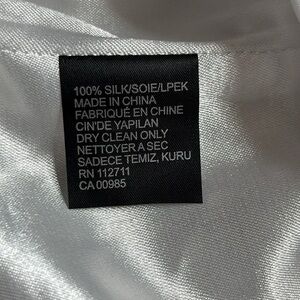 100% SILK/SOIE/LPEK
MADE IN CHINA
FABRIQUÉ EN CHINE
CIN'DE YAPILAN
DRY CLEAN ONLY
NETTOYER A SEC
SADECE TEMIZ, KURU
RN 112711
CA 00985